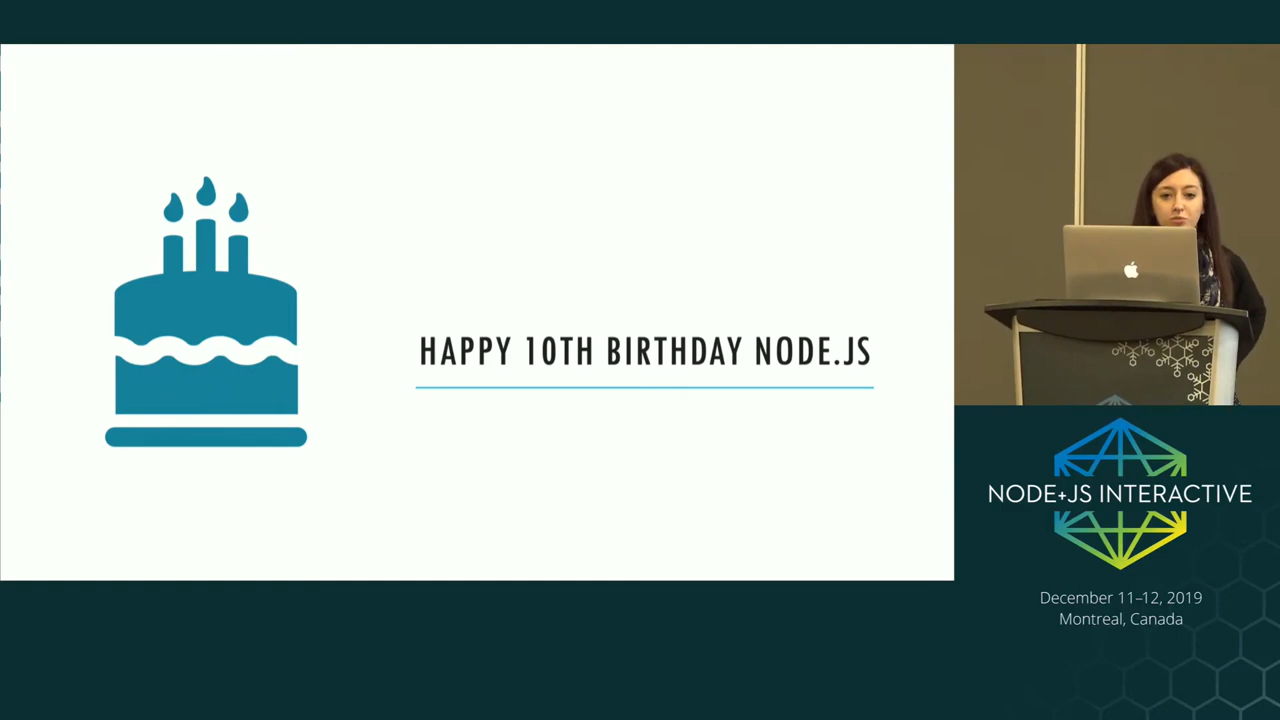 HAPPY 10TH BIRTHDAY NODE.JS
NODE+JS INTERACTIVE
December 11–12, 2019
Montreal, Canada